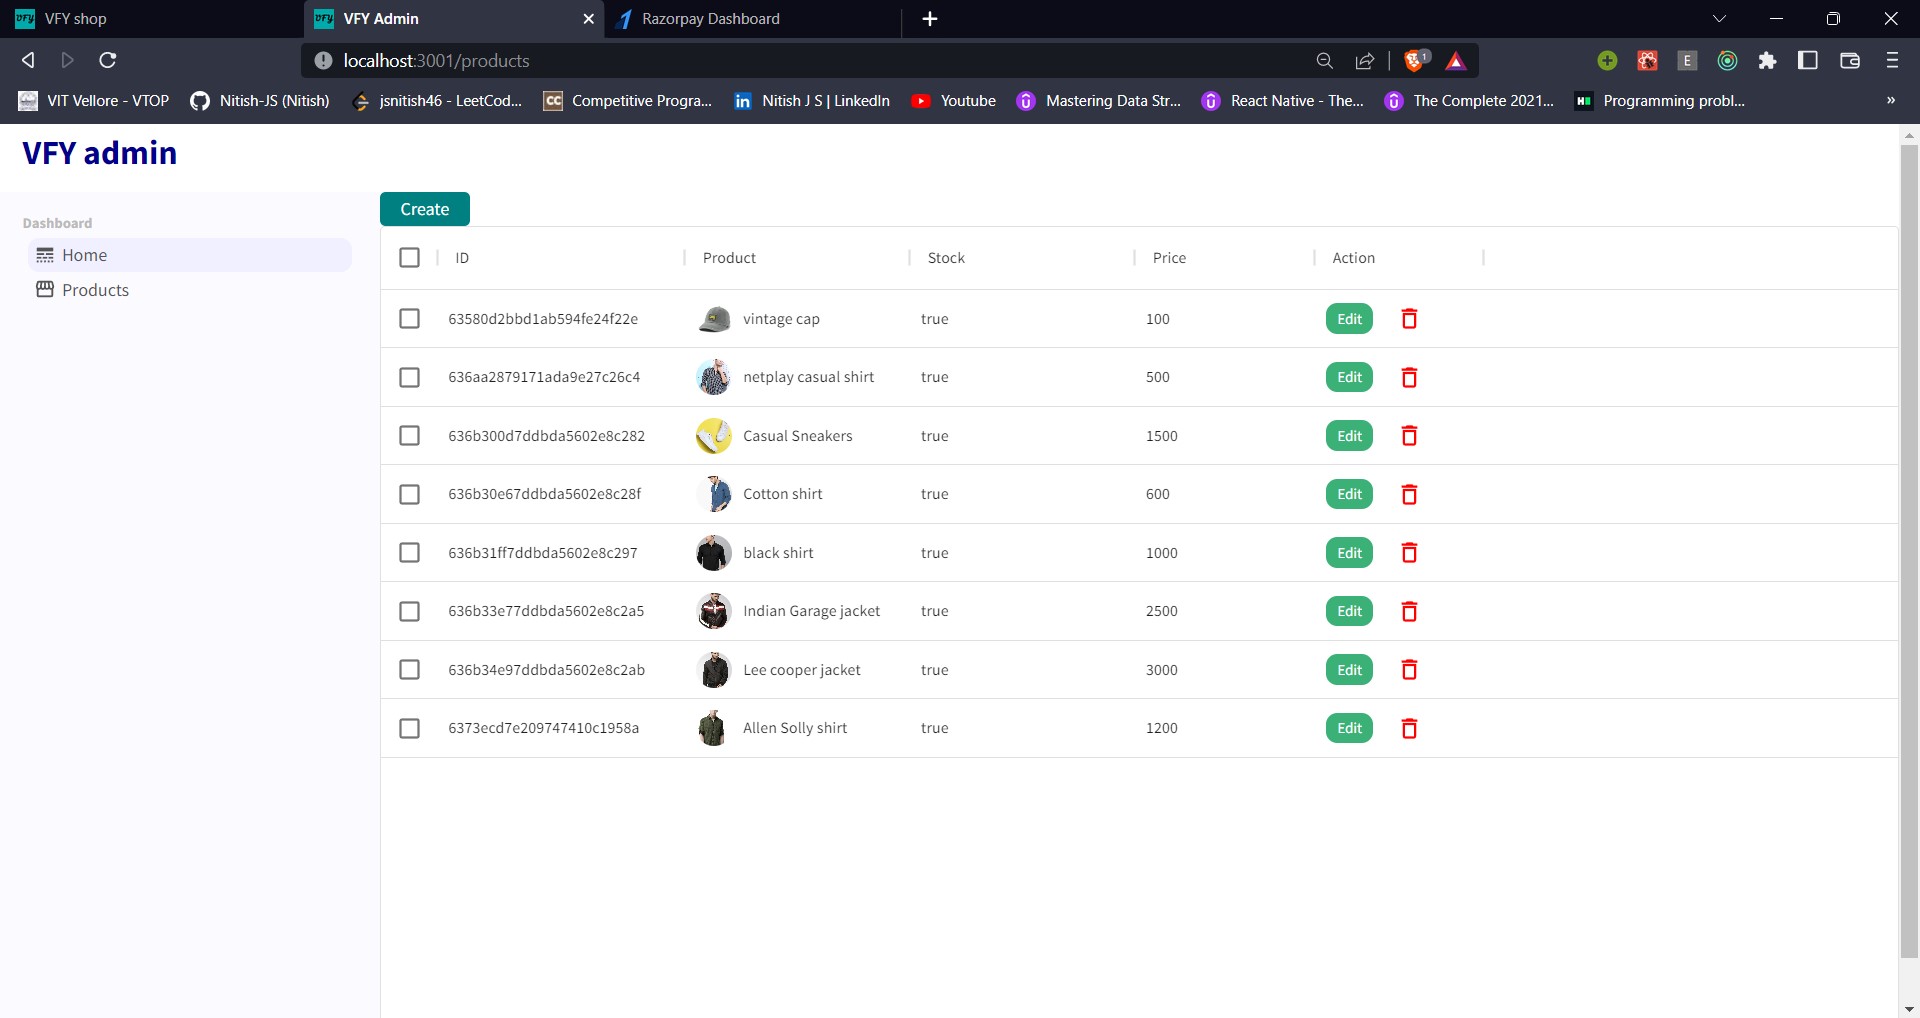 VFY shop VFY Admin Razorpay Dashboard
localhost:3001/products 1 E
VIT Vellore - VTOP Nitish-JS (Nitish) jsnitish46 - LeetCod... CC Competitive Progra... in Nitish J S | LinkedIn Youtube Mastering Data Str... React Native - The... The Complete 2021... Programming probl... »
VFY admin
Create
Dashboard
Home
Products
ID Product Stock Price Action
63580d2bbd1ab594fe24f22e vintage cap true 100 Edit
636aa2879171ada9e27c26c4 netplay casual shirt true 500 Edit
636b300d7ddbda5602e8c282 Casual Sneakers true 1500 Edit
636b30e67ddbda5602e8c28f Cotton shirt true 600 Edit
636b31ff7ddbda5602e8c297 black shirt true 1000 Edit
636b33e77ddbda5602e8c2a5 Indian Garage jacket true 2500 Edit
636b34e97ddbda5602e8c2ab Lee cooper jacket true 3000 Edit
6373ecd7e209747410c1958a Allen Solly shirt true 1200 Edit